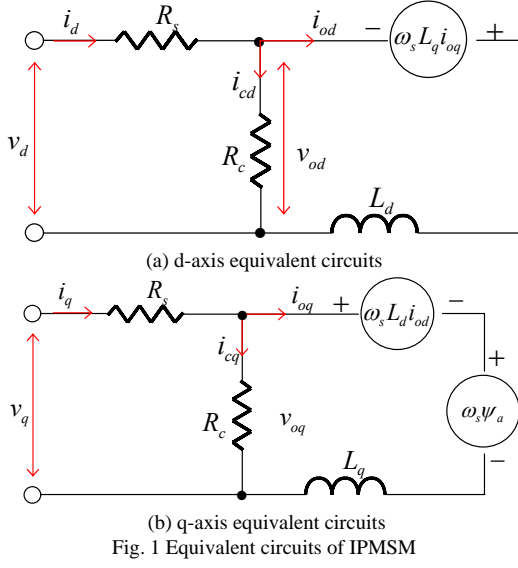 i_d R_s i_od − ω_s L_q i_oq +
i_cd
v_d R_c v_od
L_d
(a) d-axis equivalent circuits
i_q R_s i_oq + ω_s L_d i_od −
i_cq +
v_q R_c v_oq ω_s ψ_a
L_q −
(b) q-axis equivalent circuits
Fig. 1 Equivalent circuits of IPMSM